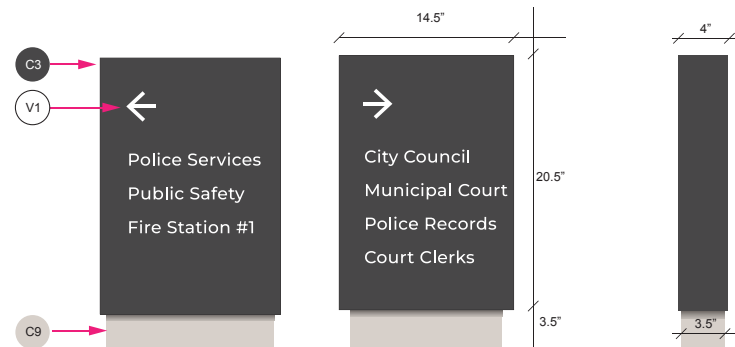 14.5”
4”
C3
V1
Police Services
Public Safety
Fire Station #1
City Council
Municipal Court
Police Records
Court Clerks
20.5”
C9
3.5”
3.5”